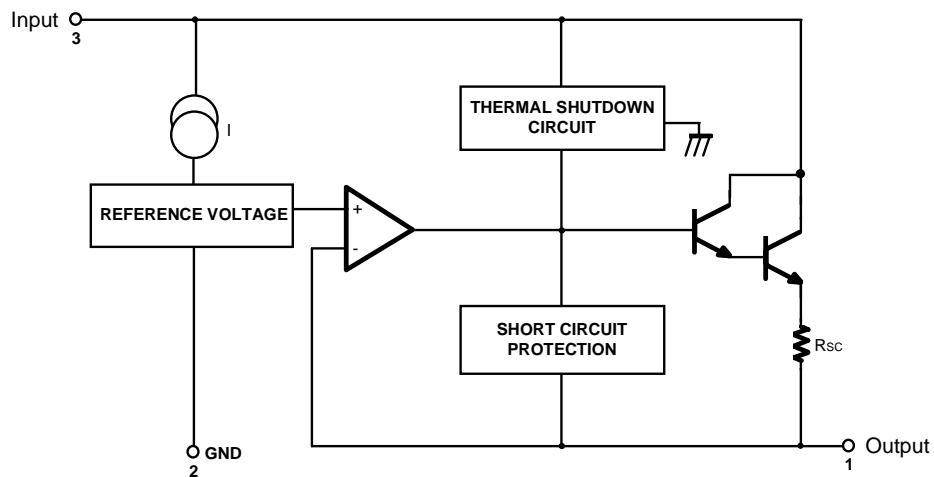 Input
3
THERMAL SHUTDOWN
CIRCUIT
I
REFERENCE VOLTAGE
+
-
SHORT CIRCUIT
PROTECTION
RSC
GND
2
Output
1